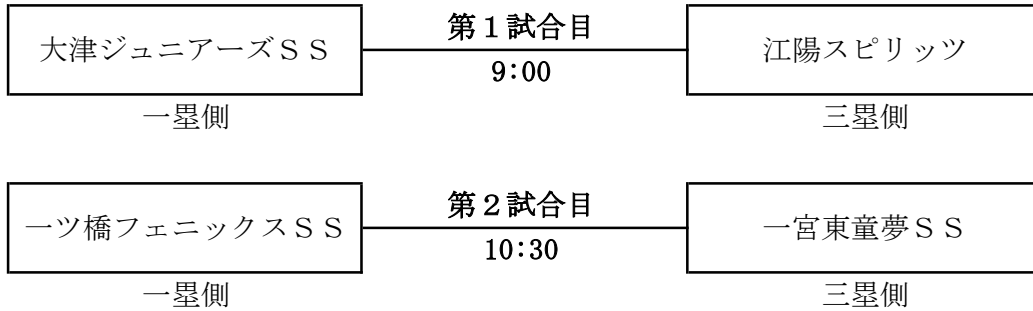 第１試合目
大津ジュニアーズＳＳ
江陽スピリッツ
9:00
一塁側
三塁側
第２試合目
一ツ橋フェニックスＳＳ
一宮東童夢ＳＳ
10:30
一塁側
三塁側